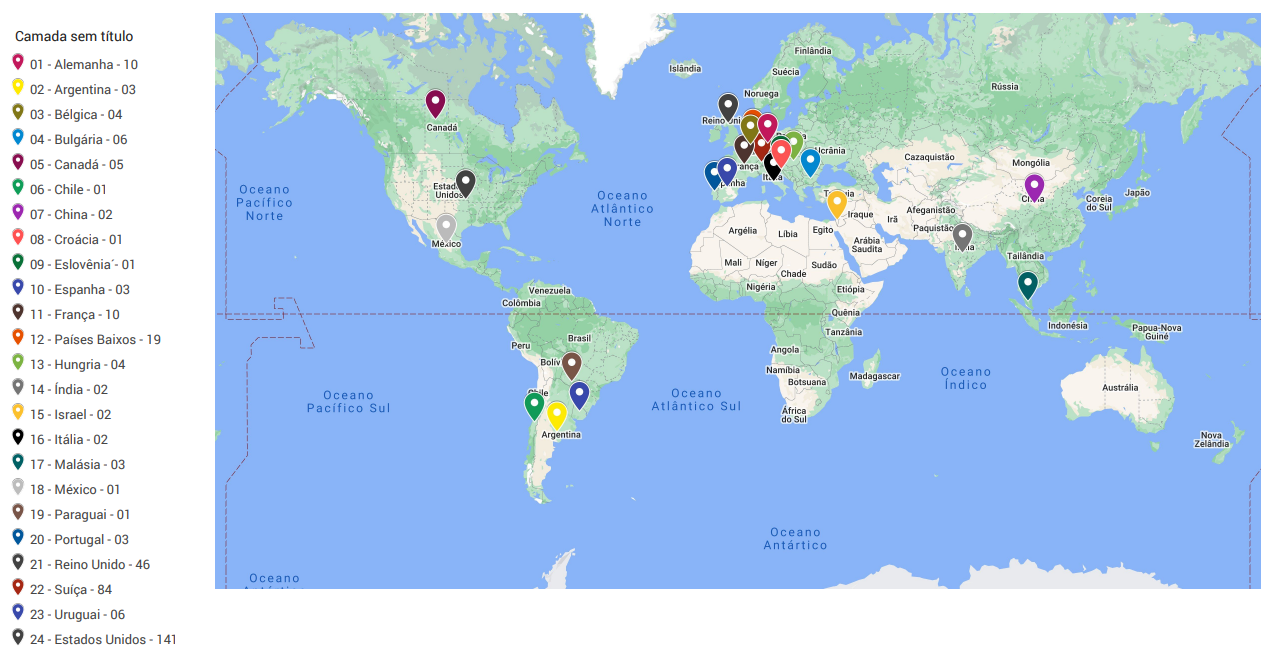 Camada sem título
01 - Alemanha - 10
02 - Argentina - 03
03 - Bélgica - 04
04 - Bulgária - 06
05 - Canadá - 05
06 - Chile - 01
07 - China - 02
08 - Croácia - 01
09 - Eslovênia´- 01
10 - Espanha - 03
11 - França - 10
12 - Países Baixos - 19
13 - Hungria - 04
14 - Índia - 02
15 - Israel - 02
16 - Itália - 02
17 - Malásia - 03
18 - México - 01
19 - Paraguai - 01
20 - Portugal - 03
21 - Reino Unido - 46
22 - Suíça - 84
23 - Uruguai - 06
24 - Estados Unidos - 141
Finlândia
Islândia
Suécia
Rússia
Noruega
Canadá
Reino Uni
Ucrânia
Cazaquistão
Mongólia
rança
Oceano
Pacífico
Norte
Estad
Unidos
Oceano
Atlântico
Norte
Japão
Coreia
do Sul
Afeganistão
Iraque
Irã
Paquistão
México
Argélia
Líbia
Egito
Arábia
Saudita
Tailândia
Mali
Níger
Chade
Sudão
Venezuela
Colômbia
Nigéria
Etiópia
Quênia
Indonésia
Papua-Nova
Guiné
Tanzânia
Brasil
Peru
Bolív
Angola
Namíbia
Botsuana
Madagascar
Oceano
Índico
Austrália
Oceano
Pacífico Sul
Oceano
Atlântico Sul
África
do Sul
Argentina
Nova
Zelândia
Oceano
Antártico
Oceano